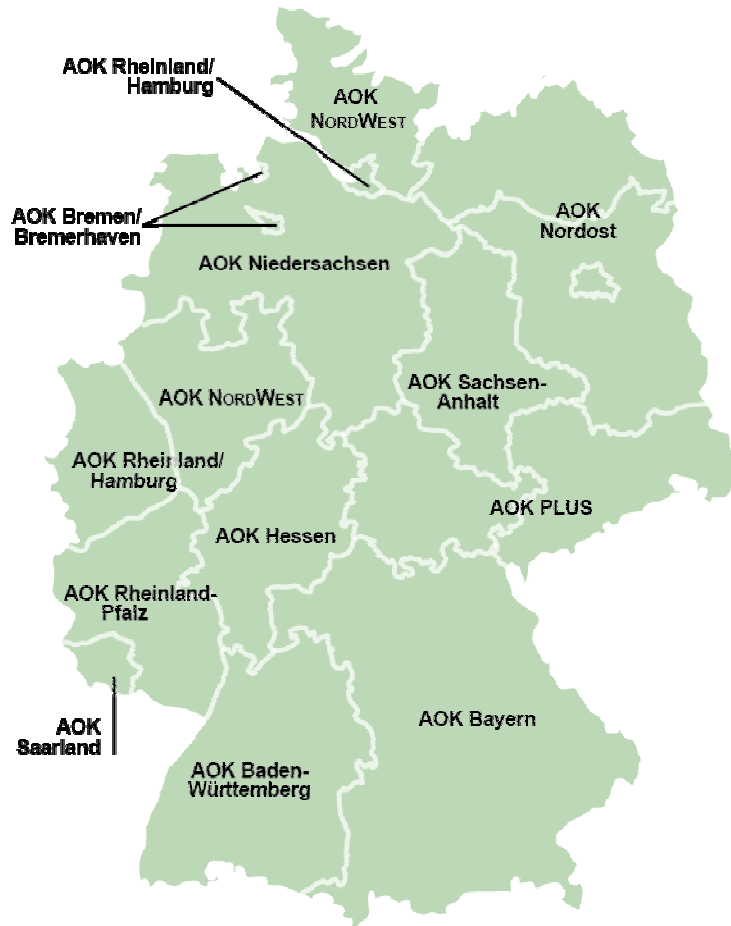 AOK Rheinland/
Hamburg
AOK
NORDWEST
AOK Bremen/
Bremerhaven
AOK
Nordost
AOK Niedersachsen
AOK Sachsen-
Anhalt
AOK NORDWEST
AOK Rheinland/
Hamburg
AOK PLUS
AOK Hessen
AOK Rheinland-
Pfalz
AOK
Saarland
AOK Bayern
AOK Baden-
Württemberg